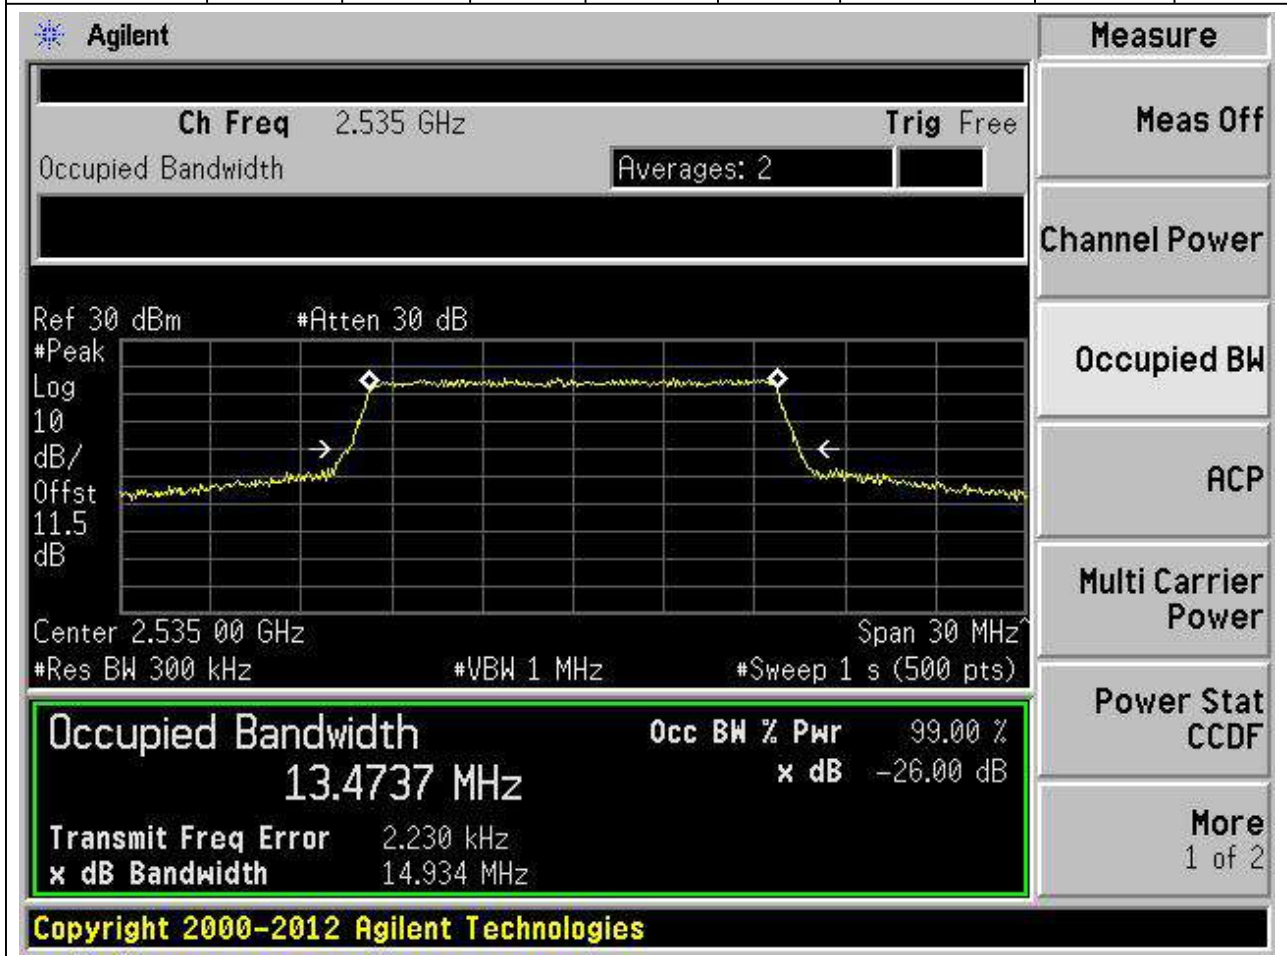 Agilent
Measure
Ch Freq 2.535 GHz Trig Free
Meas Off
Occupied Bandwidth Averages: 2
Channel Power
Ref 30 dBm #Atten 30 dB
#Peak
Log
10
dB/
Offst
11.5
dB
Occupied BW
ACP
Center 2.535 00 GHz Span 30 MHz^
#Res BW 300 kHz #VBW 1 MHz #Sweep 1 s (500 pts)
Multi Carrier
Power
Occupied Bandwidth Occ BW % Pwr 99.00 %
13.4737 MHz x dB -26.00 dB
Transmit Freq Error 2.230 kHz
x dB Bandwidth 14.934 MHz
Power Stat
CCDF
More
1 of 2
Copyright 2000-2012 Agilent Technologies